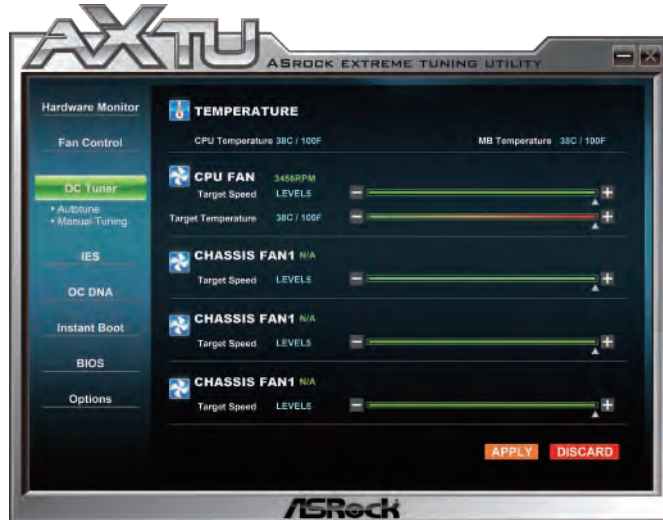 AXTU
ASROCK EXTREME TUNING UTILITY
Hardware Monitor
Fan Control
OC Tuner
• Autotune
• Manual Tuning
IES
OC DNA
Instant Boot
BIOS
Options
TEMPERATURE
CPU Temperature 38C / 100F
MB Temperature 35C / 100F
CPU FAN 3456RPM
Target Speed LEVEL5
Target Temperature 38C / 100F
CHASSIS FAN1 N/A
Target Speed LEVEL5
CHASSIS FAN1 N/A
Target Speed LEVEL5
CHASSIS FAN1 N/A
Target Speed LEVEL5
APPLY DISCARD
ASRock